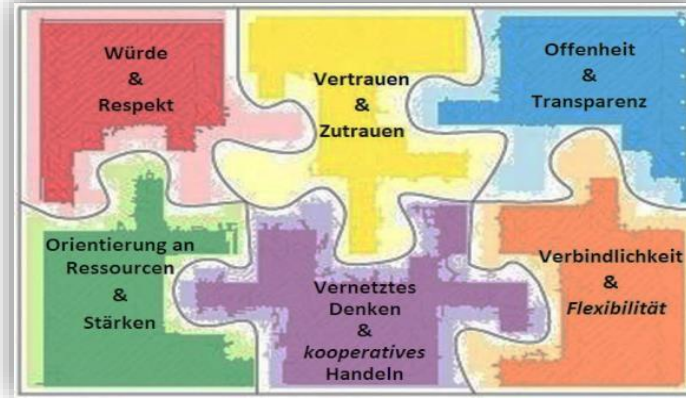 Würde
&
Respekt
Vertrauen
&
Zutrauen
Offenheit
&
Transparenz
Orientierung an
Ressourcen
&
Stärken
Vernetztes
Denken
&
kooperatives
Handeln
Verbindlichkeit
&
Flexibilität